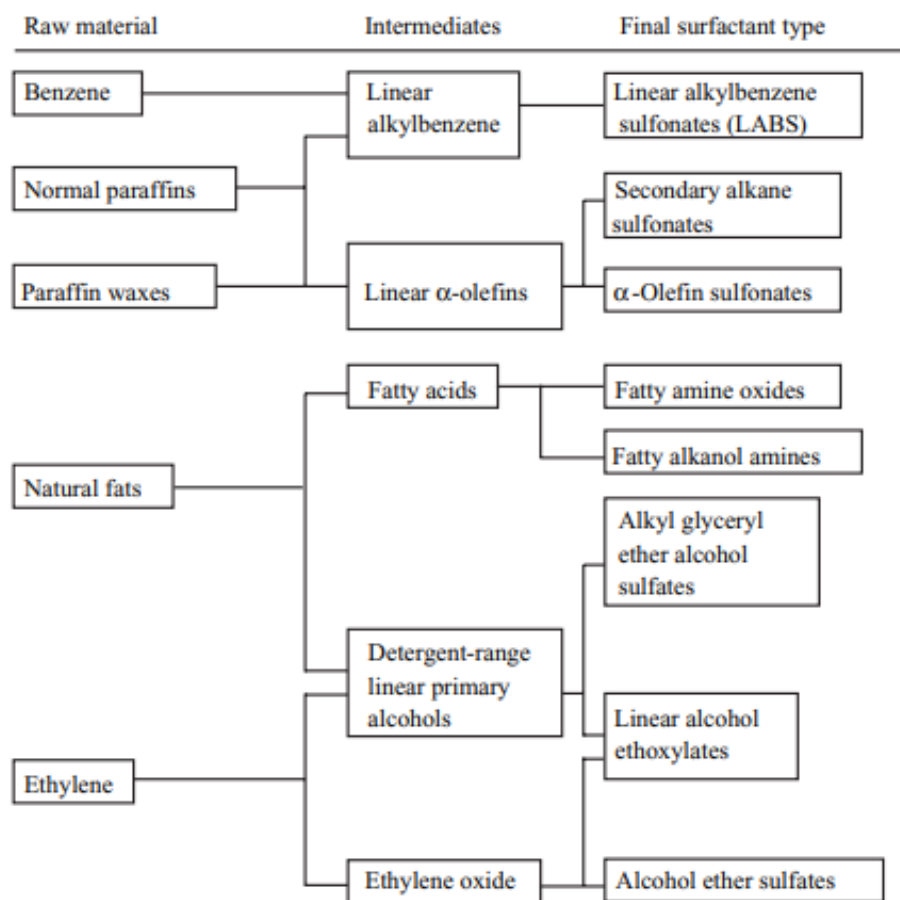 Raw material
Intermediates
Final surfactant type
Benzene
Linear
alkylbenzene
Linear alkylbenzene
sulfonates (LABS)
Normal paraffins
Secondary alkane
sulfonates
Paraffin waxes
Linear α-olefins
α-Olefin sulfonates
Fatty acids
Fatty amine oxides
Fatty alkanol amines
Natural fats
Alkyl glyceryl
ether alcohol
sulfates
Detergent-range
linear primary
alcohols
Linear alcohol
ethoxylates
Ethylene
Ethylene oxide
Alcohol ether sulfates